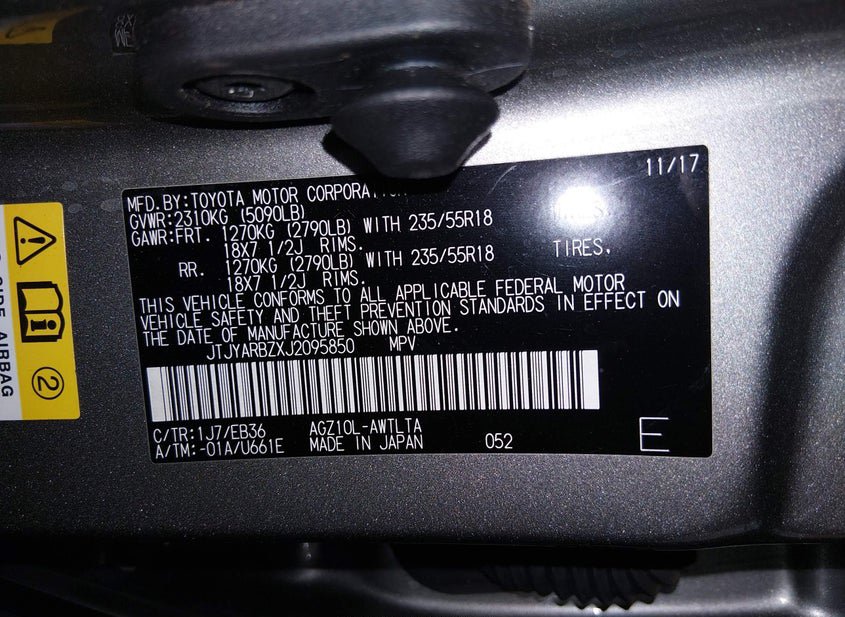 11/17
MFD.BY:TOYOTA MOTOR CORPORATION
GVWR:2310KG (5090LB)
GAWR:FRT. 1270KG (2790LB) WITH 235/55R18
18X7 1/2J RIMS. TIRES,
RR. 1270KG (2790LB) WITH 235/55R18
18X7 1/2J RIMS.
THIS VEHICLE CONFORMS TO ALL APPLICABLE FEDERAL MOTOR
VEHICLE SAFETY AND THEFT PREVENTION STANDARDS IN EFFECT ON
THE DATE OF MANUFACTURE SHOWN ABOVE.
JTJYARBZXJ2095850 MPV
C/TR:1J7/EB36 AGZ10L-AWTLTA
A/TM:-01A/U661E MADE IN JAPAN 052
E
SIDE AIRBAG
2